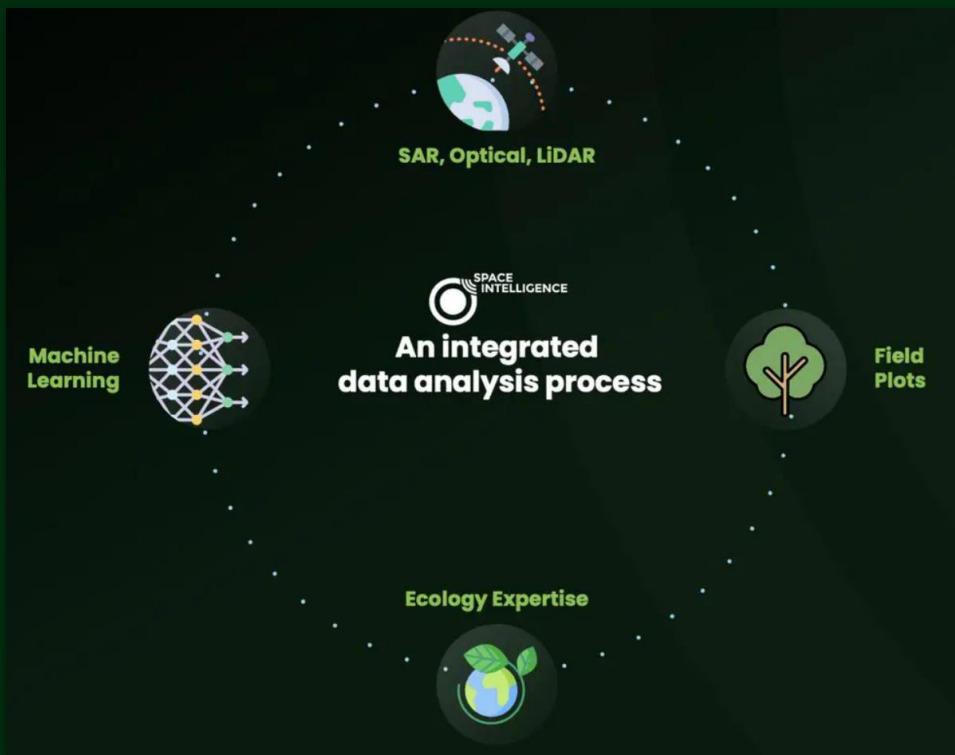 SAR, Optical, LiDAR
SPACE
INTELLIGENCE
An integrated
data analysis process
Machine
Learning
Field
Plots
Ecology Expertise